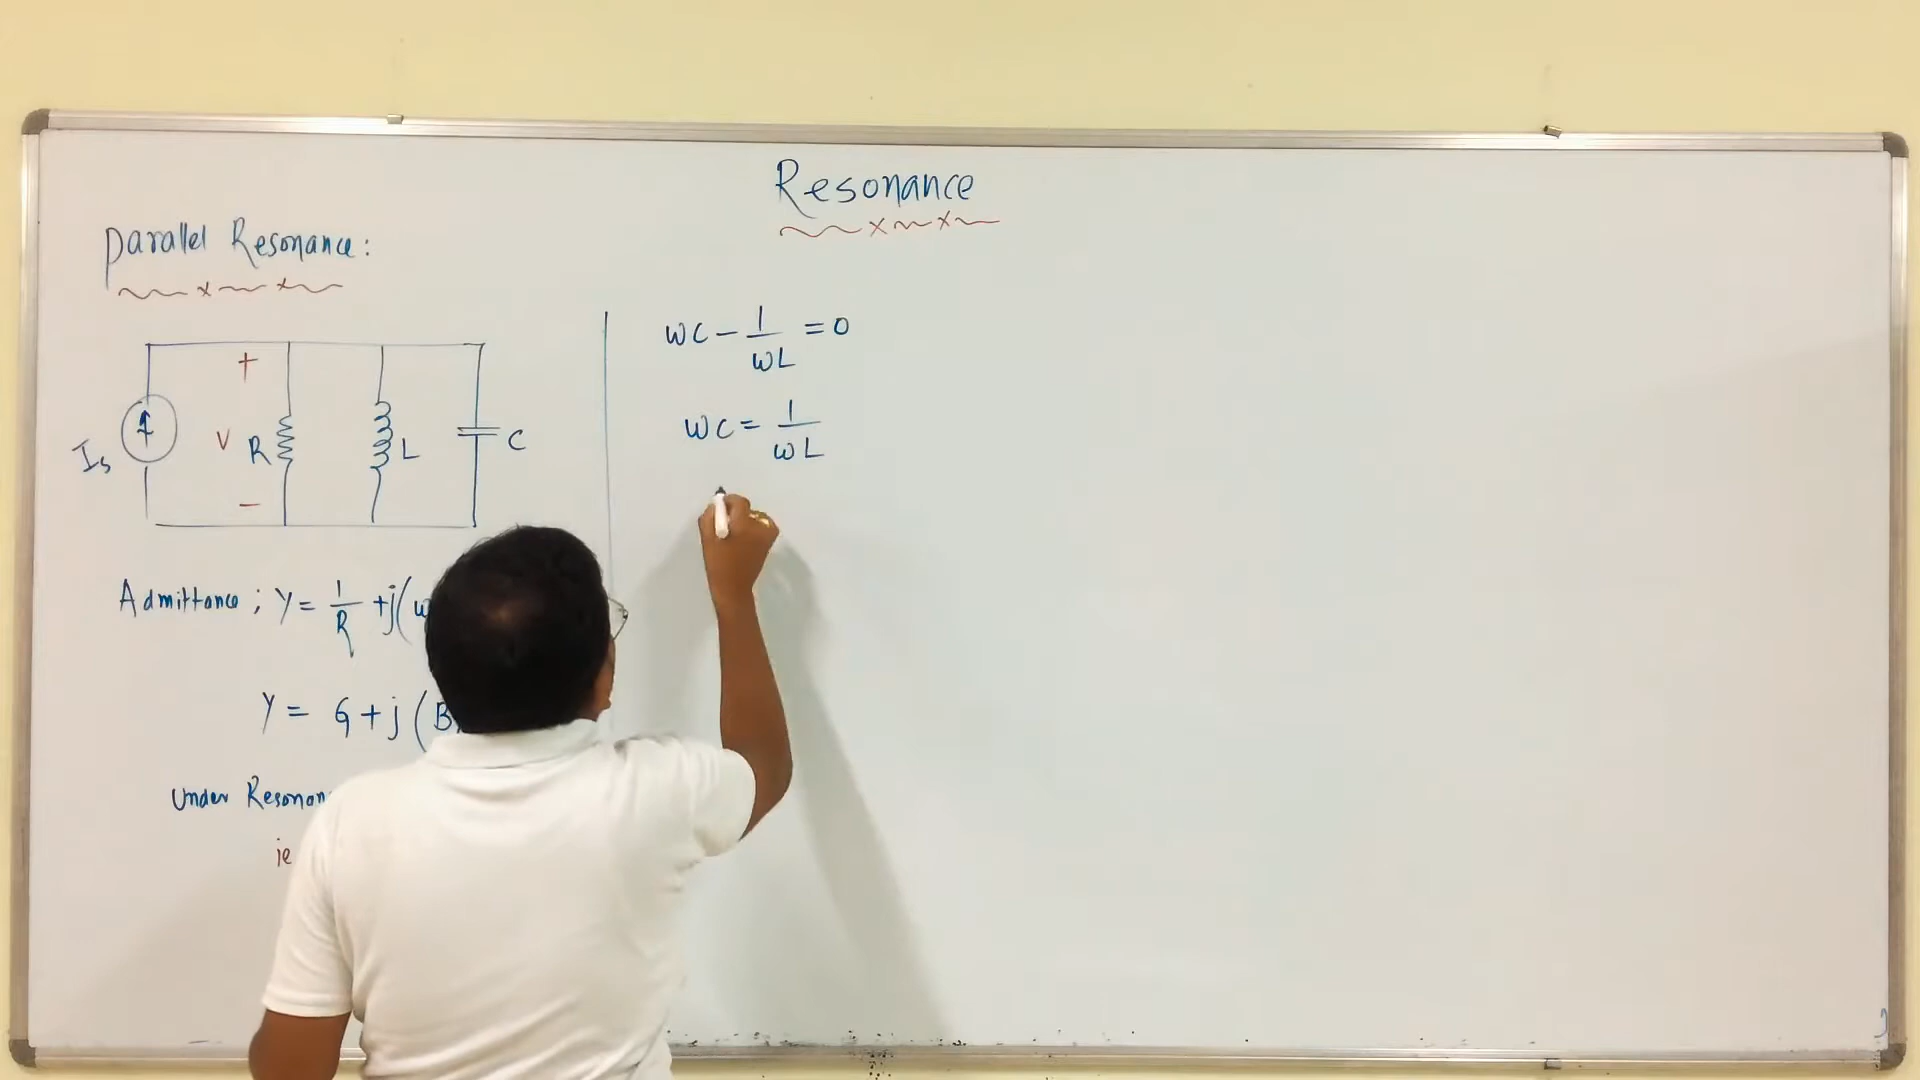 Resonance
Parallel Resonance:
+
V
-
Is
R
L
C
Admittance ; Y = 1/R + j(ω
Y = G + j(B
Under Resonan
ie
ωC - 1/ωL = 0
ωC = 1/ωL